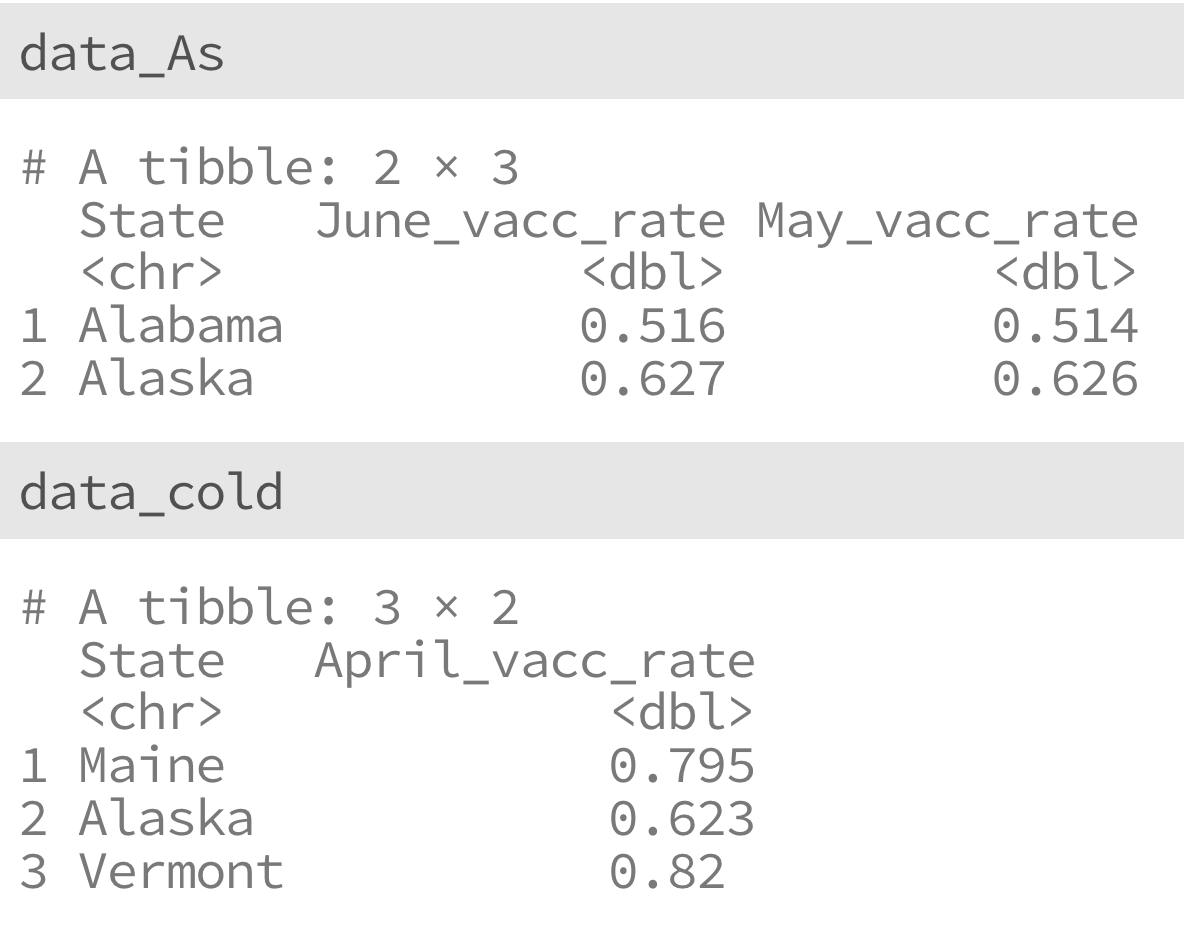 data_As
# A tibble: 2 × 3
  State   June_vacc_rate May_vacc_rate
  <chr>            <dbl>         <dbl>
1 Alabama          0.516         0.514
2 Alaska           0.627         0.626
data_cold
# A tibble: 3 × 2
  State   April_vacc_rate
  <chr>             <dbl>
1 Maine             0.795
2 Alaska            0.623
3 Vermont           0.82